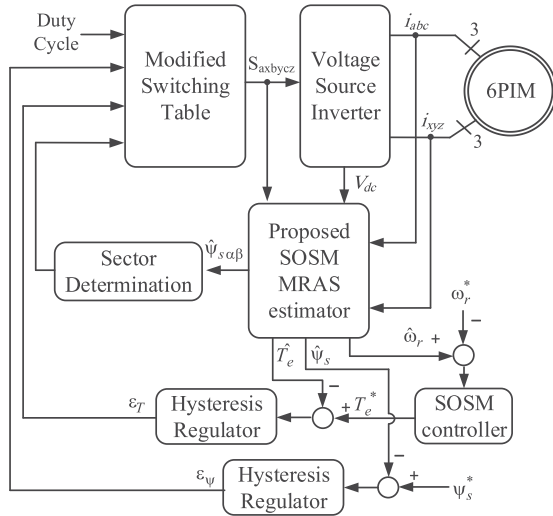 Duty
Cycle
Modified
Switching
Table
S_axbycz
Voltage
Source
Inverter
i_abc
3
6PIM
i_xyz
3
V_dc
Proposed
SOSM
MRAS
estimator
ψ̂_sαβ
Sector
Determination
ω_r^*
−
ω̂_r +
T̂_e
ψ̂_s
−
ε_T
Hysteresis
Regulator
+ T_e^*
SOSM
controller
ε_ψ
Hysteresis
Regulator
−
+
ψ_s^*